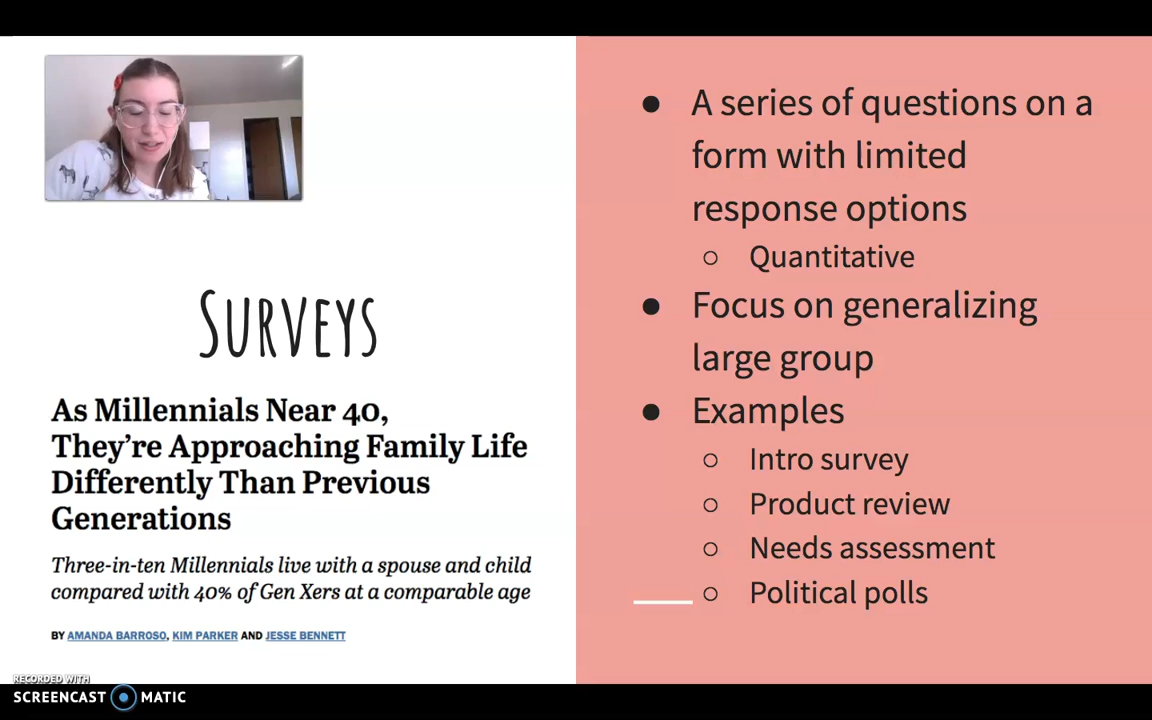 SURVEYS
As Millennials Near 40,
They’re Approaching Family Life
Differently Than Previous
Generations
Three-in-ten Millennials live with a spouse and child
compared with 40% of Gen Xers at a comparable age
BY AMANDA BARROSO, KIM PARKER AND JESSE BENNETT
● A series of questions on a
form with limited
response options
○ Quantitative
● Focus on generalizing
large group
● Examples
○ Intro survey
○ Product review
○ Needs assessment
○ Political polls
RECORDED WITH
SCREENCAST MATIC